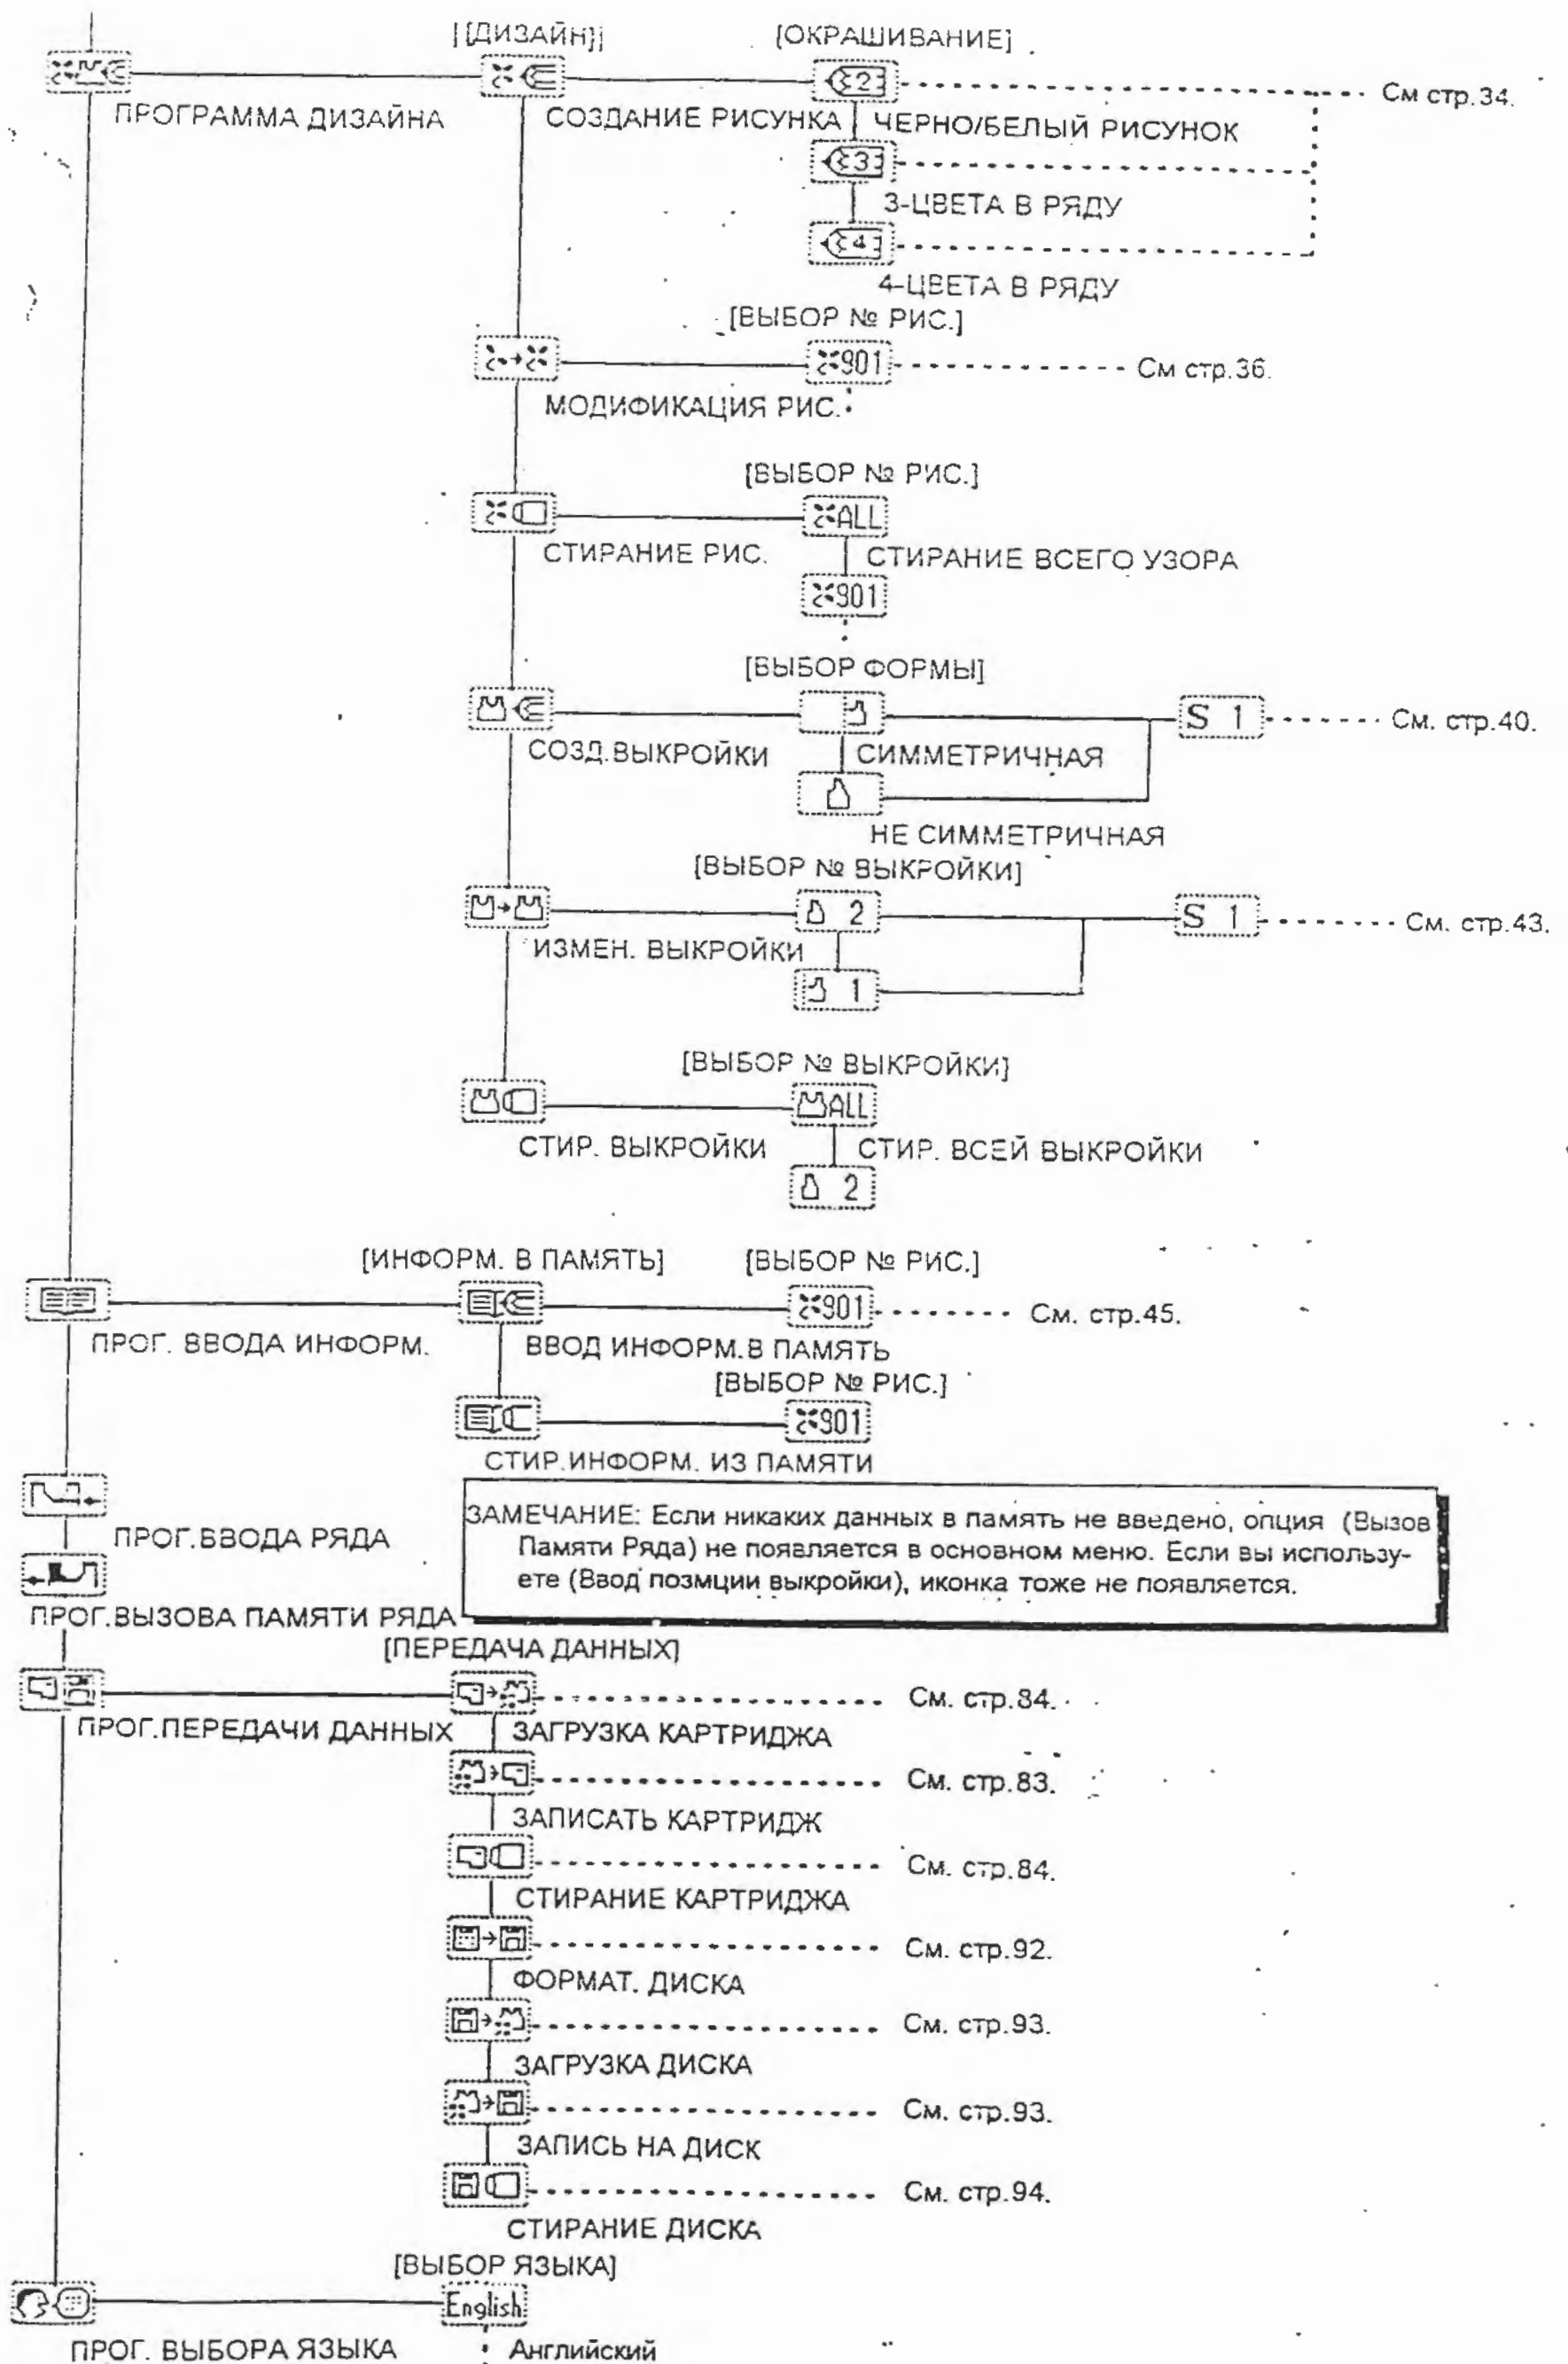 [[ДИЗАЙН]] [ОКРАШИВАНИЕ]
2 См стр.34.
ПРОГРАММА ДИЗАЙНА СОЗДАНИЕ РИСУНКА ЧЕРНО/БЕЛЫЙ РИСУНОК
3
3-ЦВЕТА В РЯДУ
4
4-ЦВЕТА В РЯДУ
[ВЫБОР № РИС.]
901 См стр.36.
МОДИФИКАЦИЯ РИС.
[ВЫБОР № РИС.]
ALL
СТИРАНИЕ РИС. СТИРАНИЕ ВСЕГО УЗОРА
901
[ВЫБОР ФОРМЫ]
S 1 См. стр.40.
СОЗД.ВЫКРОЙКИ СИММЕТРИЧНАЯ
НЕ СИММЕТРИЧНАЯ
[ВЫБОР № ВЫКРОЙКИ]
2 S 1 См. стр.43.
ИЗМЕН. ВЫКРОЙКИ
1
[ВЫБОР № ВЫКРОЙКИ]
ALL
СТИР. ВЫКРОЙКИ СТИР. ВСЕЙ ВЫКРОЙКИ
2
[ИНФОРМ. В ПАМЯТЬ] [ВЫБОР № РИС.]
901 См. стр.45.
ПРОГ. ВВОДА ИНФОРМ. ВВОД ИНФОРМ.В ПАМЯТЬ
[ВЫБОР № РИС.]
901
СТИР.ИНФОРМ. ИЗ ПАМЯТИ
ПРОГ.ВВОДА РЯДА
ЗАМЕЧАНИЕ: Если никаких данных в память не введено, опция (Вызов
Памяти Ряда) не появляется в основном меню. Если вы использу-
ете (Ввод позмции выкройки), иконка тоже не появляется.
ПРОГ.ВЫЗОВА ПАМЯТИ РЯДА
[ПЕРЕДАЧА ДАННЫХ]
См. стр.84.
ПРОГ.ПЕРЕДАЧИ ДАННЫХ ЗАГРУЗКА КАРТРИДЖА
См. стр.83.
ЗАПИСАТЬ КАРТРИДЖ
См. стр.84.
СТИРАНИЕ КАРТРИДЖА
См. стр.92.
ФОРМАТ. ДИСКА
См. стр.93.
ЗАГРУЗКА ДИСКА
См. стр.93.
ЗАПИСЬ НА ДИСК
См. стр.94.
СТИРАНИЕ ДИСКА
[ВЫБОР ЯЗЫКА]
English
ПРОГ. ВЫБОРА ЯЗЫКА Английский